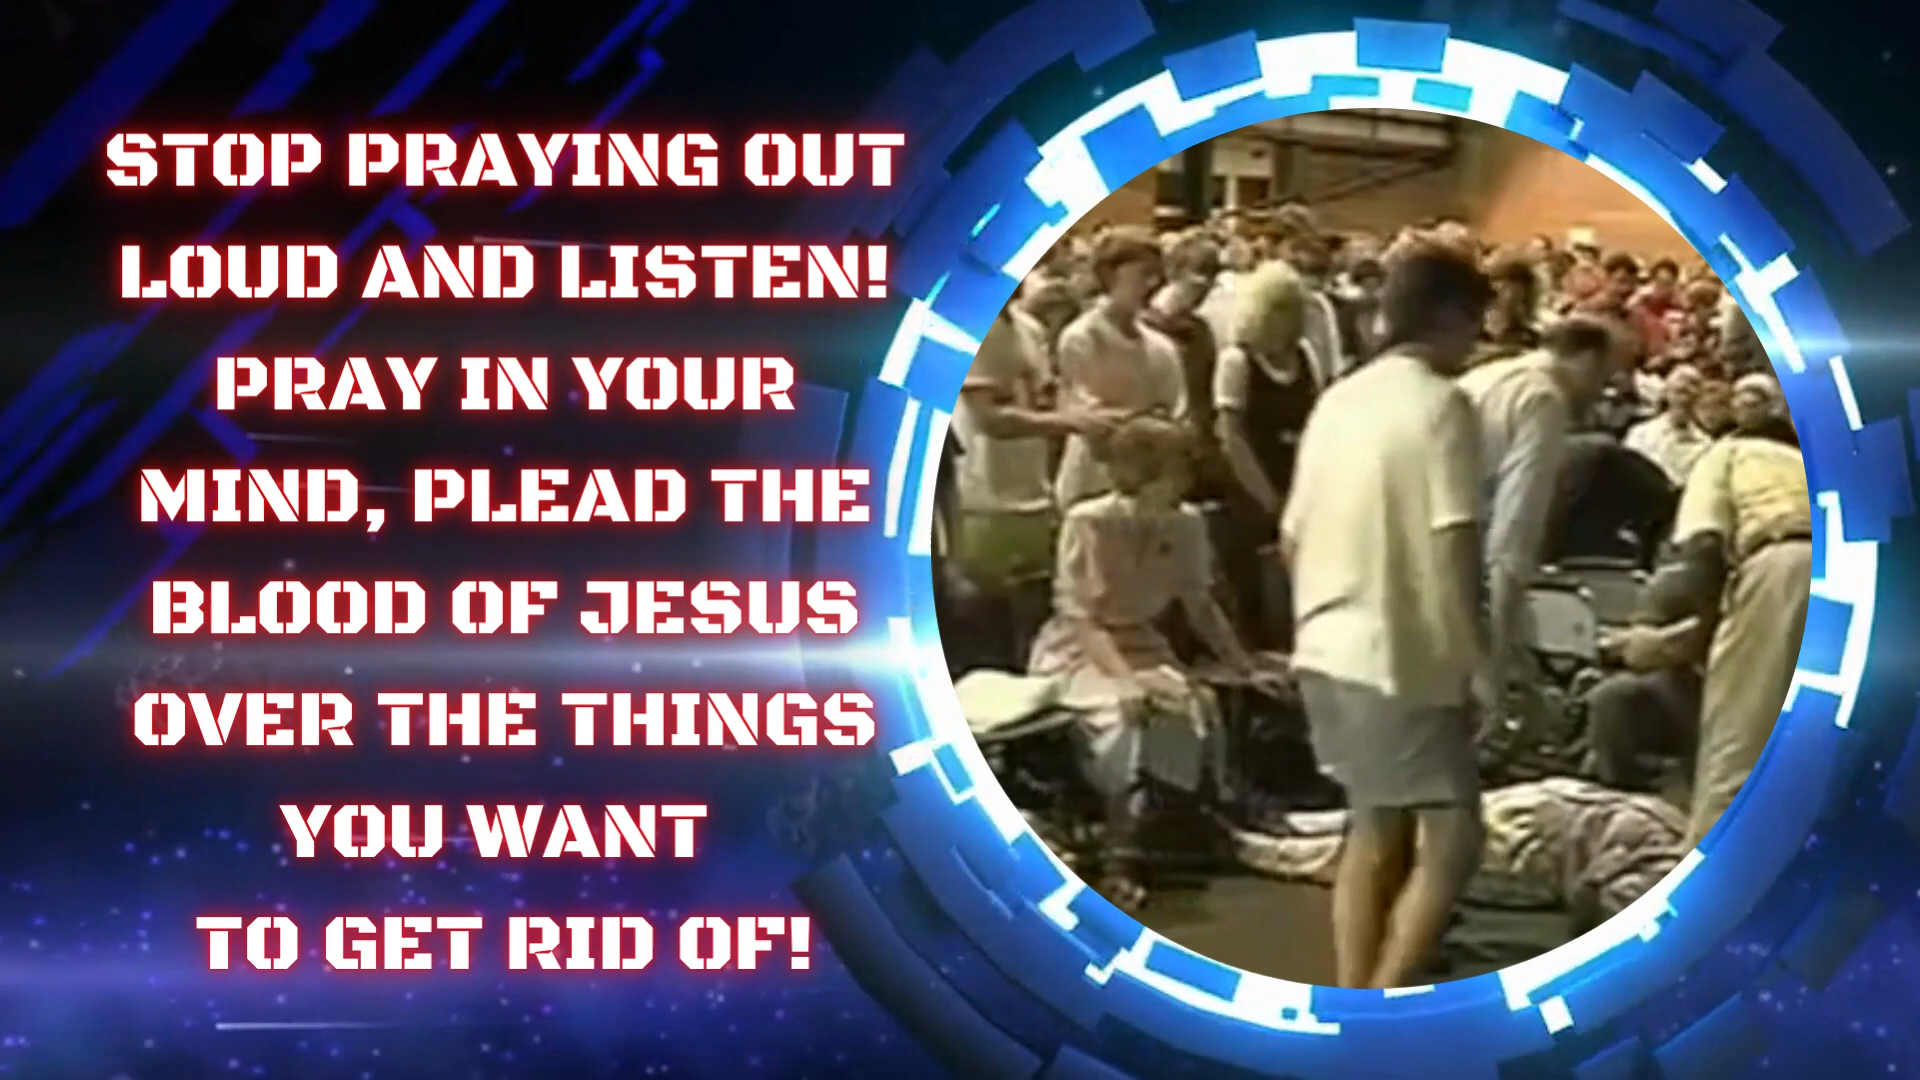 STOP PRAYING OUT
LOUD AND LISTEN!
PRAY IN YOUR
MIND, PLEAD THE
BLOOD OF JESUS
OVER THE THINGS
YOU WANT
TO GET RID OF!